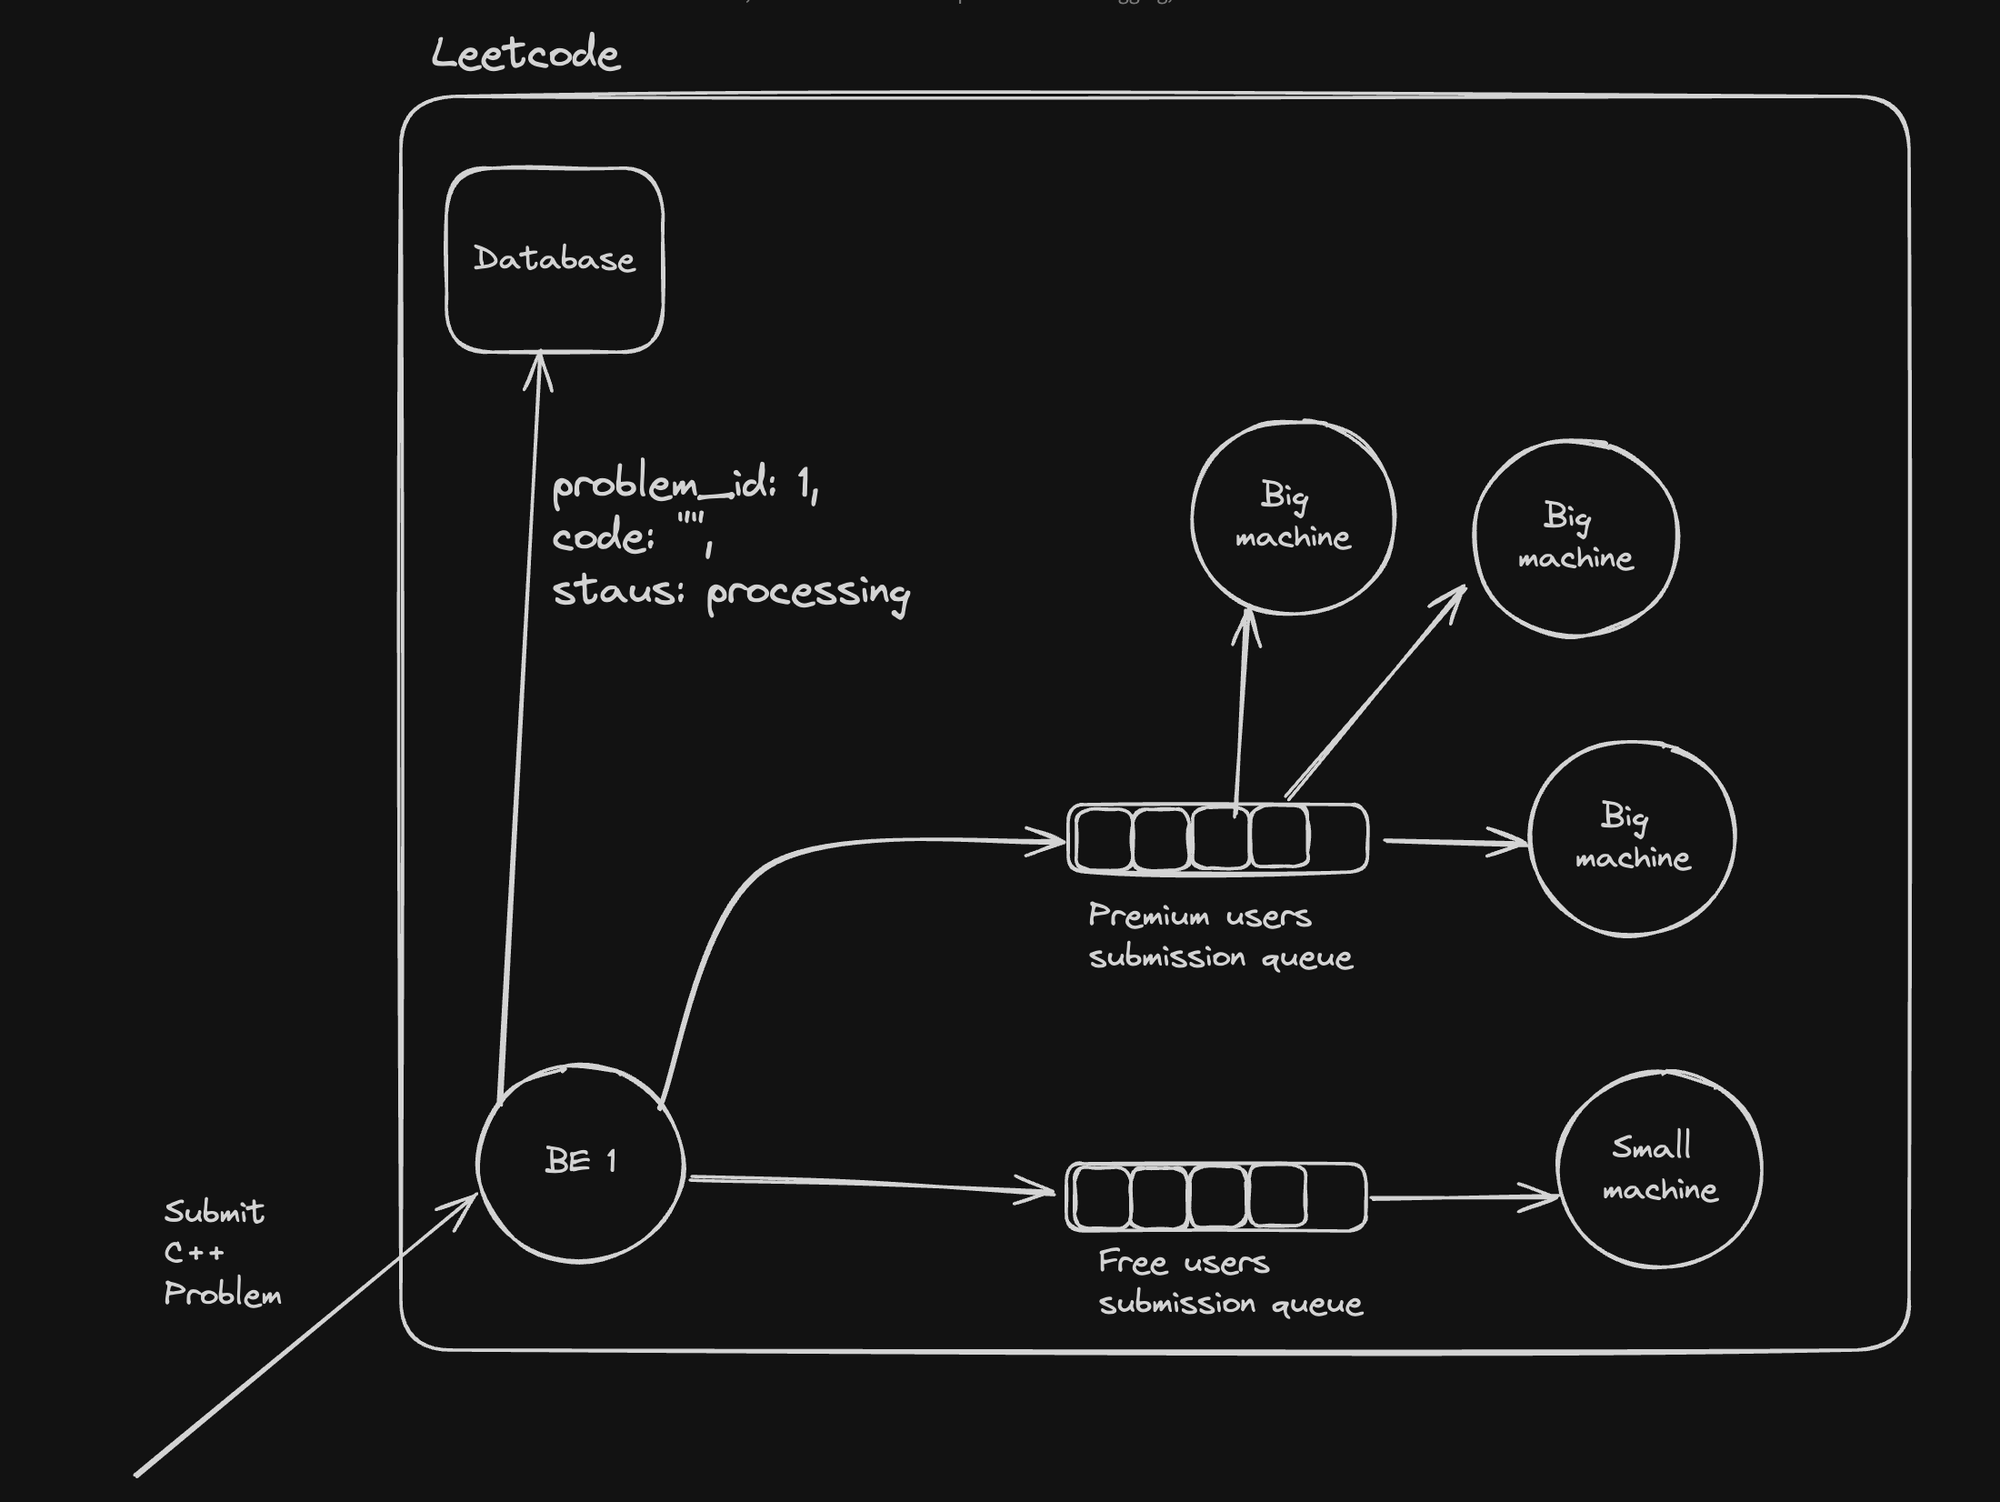 Leetcode
Database
problem_id: 1,
code: "",
staus: processing
Big
machine
Big
machine
Big
machine
Premium users
submission queue
BE 1
Small
machine
Submit
C++
Problem
Free users
submission queue